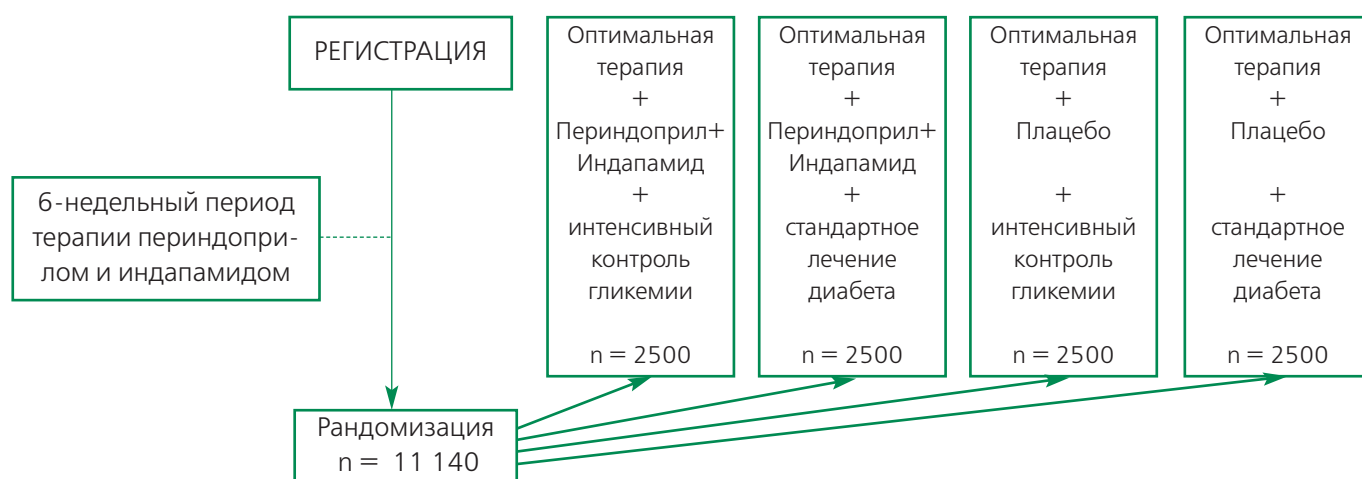 РЕГИСТРАЦИЯ
6-недельный период
терапии периндопри-
лом и индапамидом
Рандомизация
n = 11 140
Оптимальная
терапия
+
Периндоприл+
Индапамид
+
интенсивный
контроль
гликемии
n = 2500
Оптимальная
терапия
+
Периндоприл+
Индапамид
+
стандартное
лечение
диабета
n = 2500
Оптимальная
терапия
+
Плацебо
+
интенсивный
контроль
гликемии
n = 2500
Оптимальная
терапия
+
Плацебо
+
стандартное
лечение
диабета
n = 2500